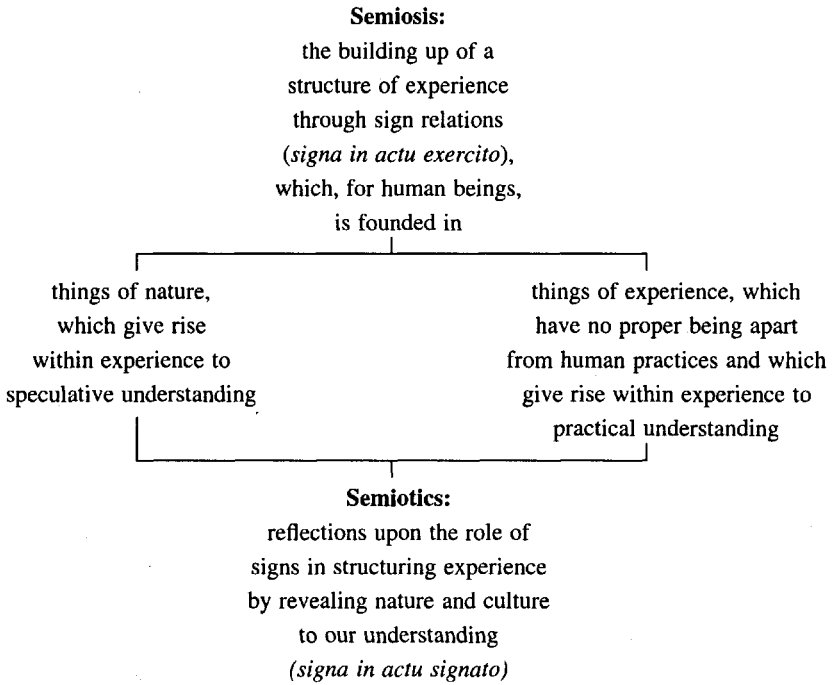 Semiosis:
the building up of a
structure of experience
through sign relations
(signa in actu exercito),
which, for human beings,
is founded in
things of nature,
which give rise
within experience to
speculative understanding
things of experience, which
have no proper being apart
from human practices and which
give rise within experience to
practical understanding
Semiotics:
reflections upon the role of
signs in structuring experience
by revealing nature and culture
to our understanding
(signa in actu signato)